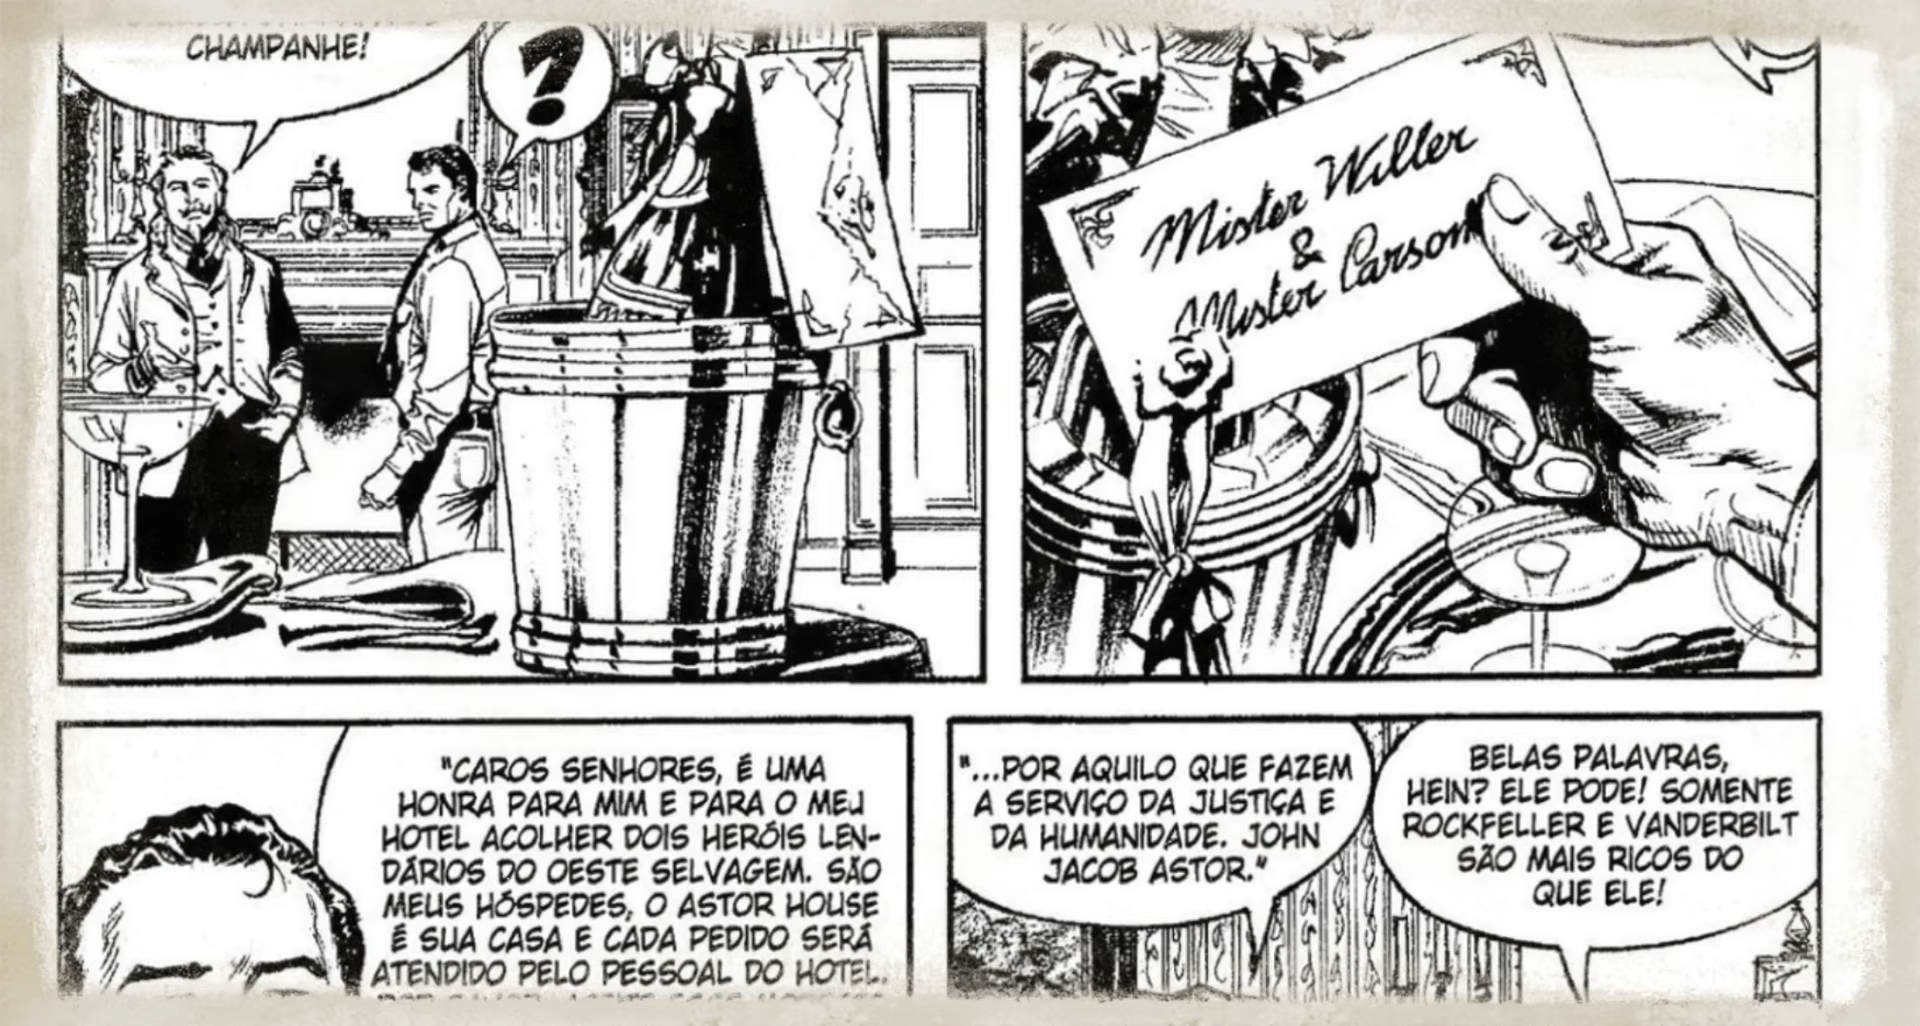 CHAMPANHE!
?
Mister Willer
&
Mister Carson
"CAROS SENHORES, É UMA
HONRA PARA MIM E PARA O MEU
HOTEL ACOLHER DOIS HERÓIS LEN-
DÁRIOS DO OESTE SELVAGEM. SÃO
MEUS HÓSPEDES, O ASTOR HOUSE
É SUA CASA E CADA PEDIDO SERÁ
ATENDIDO PELO PESSOAL DO HOTEL.
"...POR AQUILO QUE FAZEM
A SERVIÇO DA JUSTIÇA E
DA HUMANIDADE. JOHN
JACOB ASTOR."
BELAS PALAVRAS,
HEIN? ELE PODE! SOMENTE
ROCKFELLER E VANDERBILT
SÃO MAIS RICOS DO
QUE ELE!